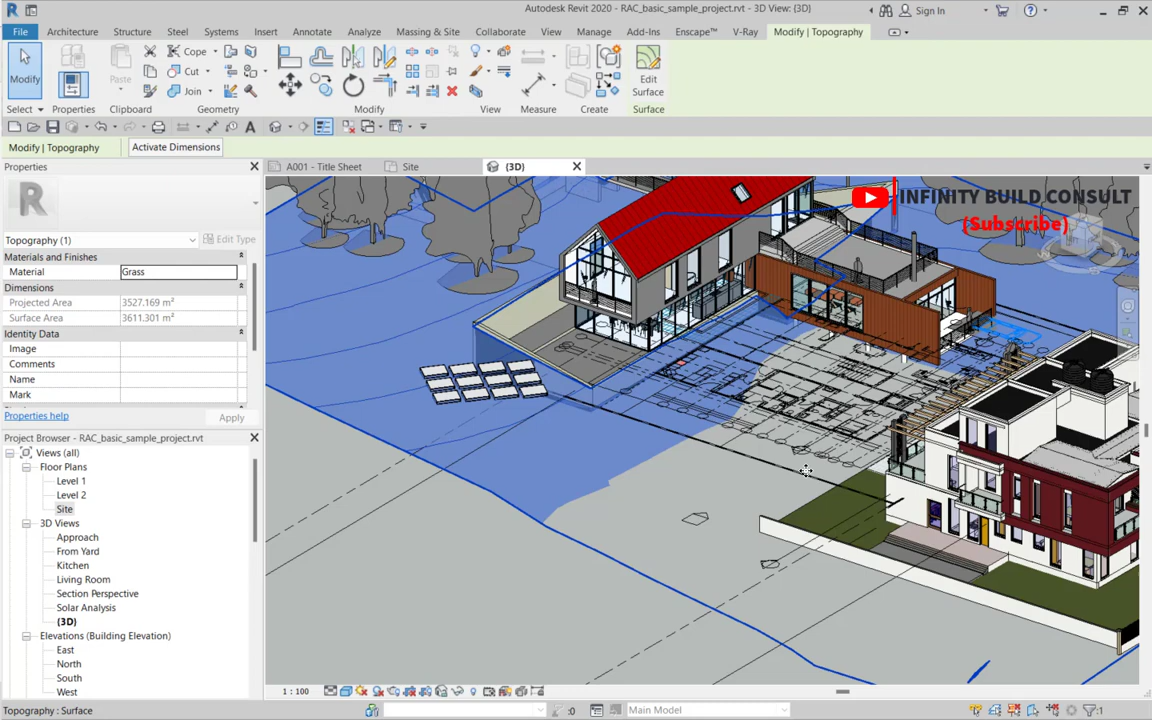 Autodesk Revit 2020 - RAC_basic_sample_project.rvt - 3D View: {3D}
Sign In
File Architecture Structure Steel Systems Insert Annotate Analyze Massing & Site Collaborate View Manage Add-Ins Enscape™ V-Ray Modify | Topography
Modify
Paste
Cope
Cut
Join
Edit
Surface
Select Properties Clipboard Geometry Modify View Measure Create Surface
Modify | Topography Activate Dimensions
Properties
A001 - Title Sheet Site {3D}
INFINITY BUILD CONSULT
(Subscribe)
Topography (1) Edit Type
Materials and Finishes
Material Grass
Dimensions
Projected Area 3527.169 m²
Surface Area 3611.301 m²
Identity Data
Image
Comments
Name
Mark
Properties help Apply
Project Browser - RAC_basic_sample_project.rvt
Views (all)
Floor Plans
Level 1
Level 2
Site
3D Views
Approach
From Yard
Kitchen
Living Room
Section Perspective
Solar Analysis
{3D}
Elevations (Building Elevation)
East
North
South
West
1 : 100
Topography : Surface
:0
Main Model
:1